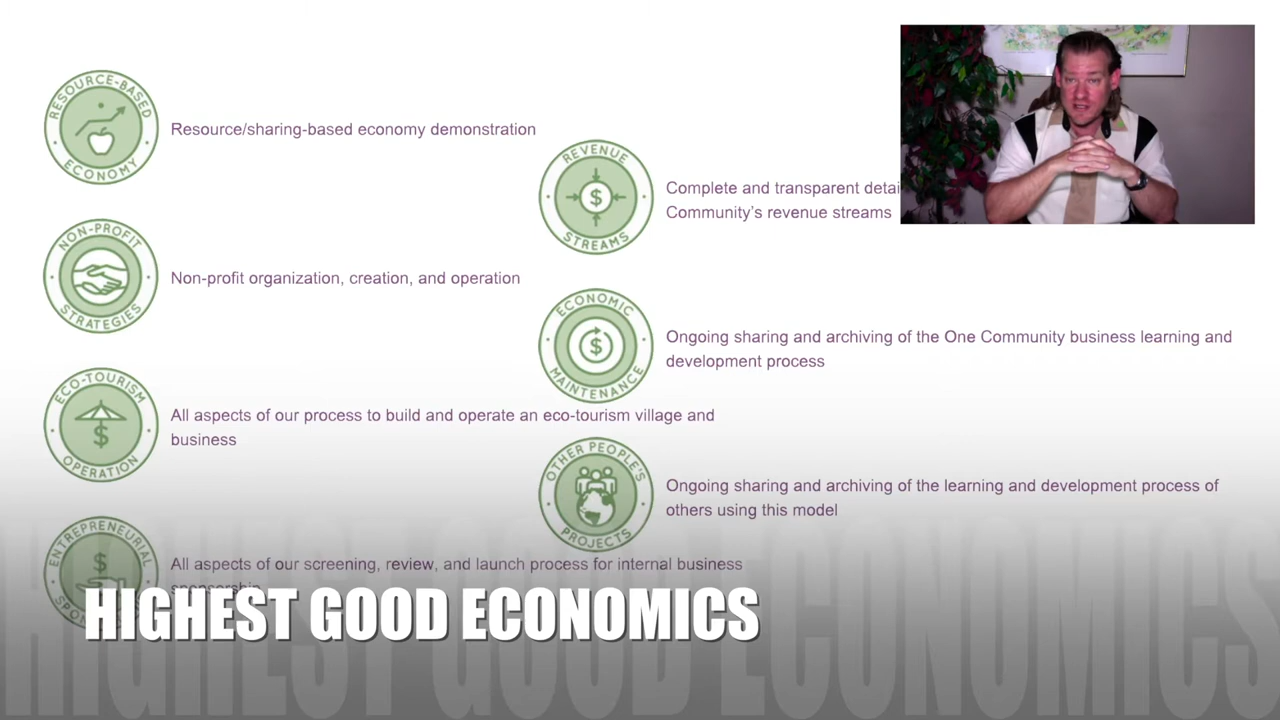 RESOURCE-BASED
ECONOMY
Resource/sharing-based economy demonstration
REVENUE
$
STREAMS
Complete and transparent detai
Community's revenue streams
NON-PROFIT
STRATEGIES
Non-profit organization, creation, and operation
ECONOMIC
$
MAINTENANCE
Ongoing sharing and archiving of the One Community business learning and
development process
ECO-TOURISM
$
OPERATION
All aspects of our process to build and operate an eco-tourism village and
business
OTHER PEOPLE'S
PROJECTS
Ongoing sharing and archiving of the learning and development process of
others using this model
ENTREPRENEURIAL
$
All aspects of our screening, review, and launch process for internal business
sponsorship
HIGHEST GOOD ECONOMICS
HIGHEST GOOD ECONOMICS